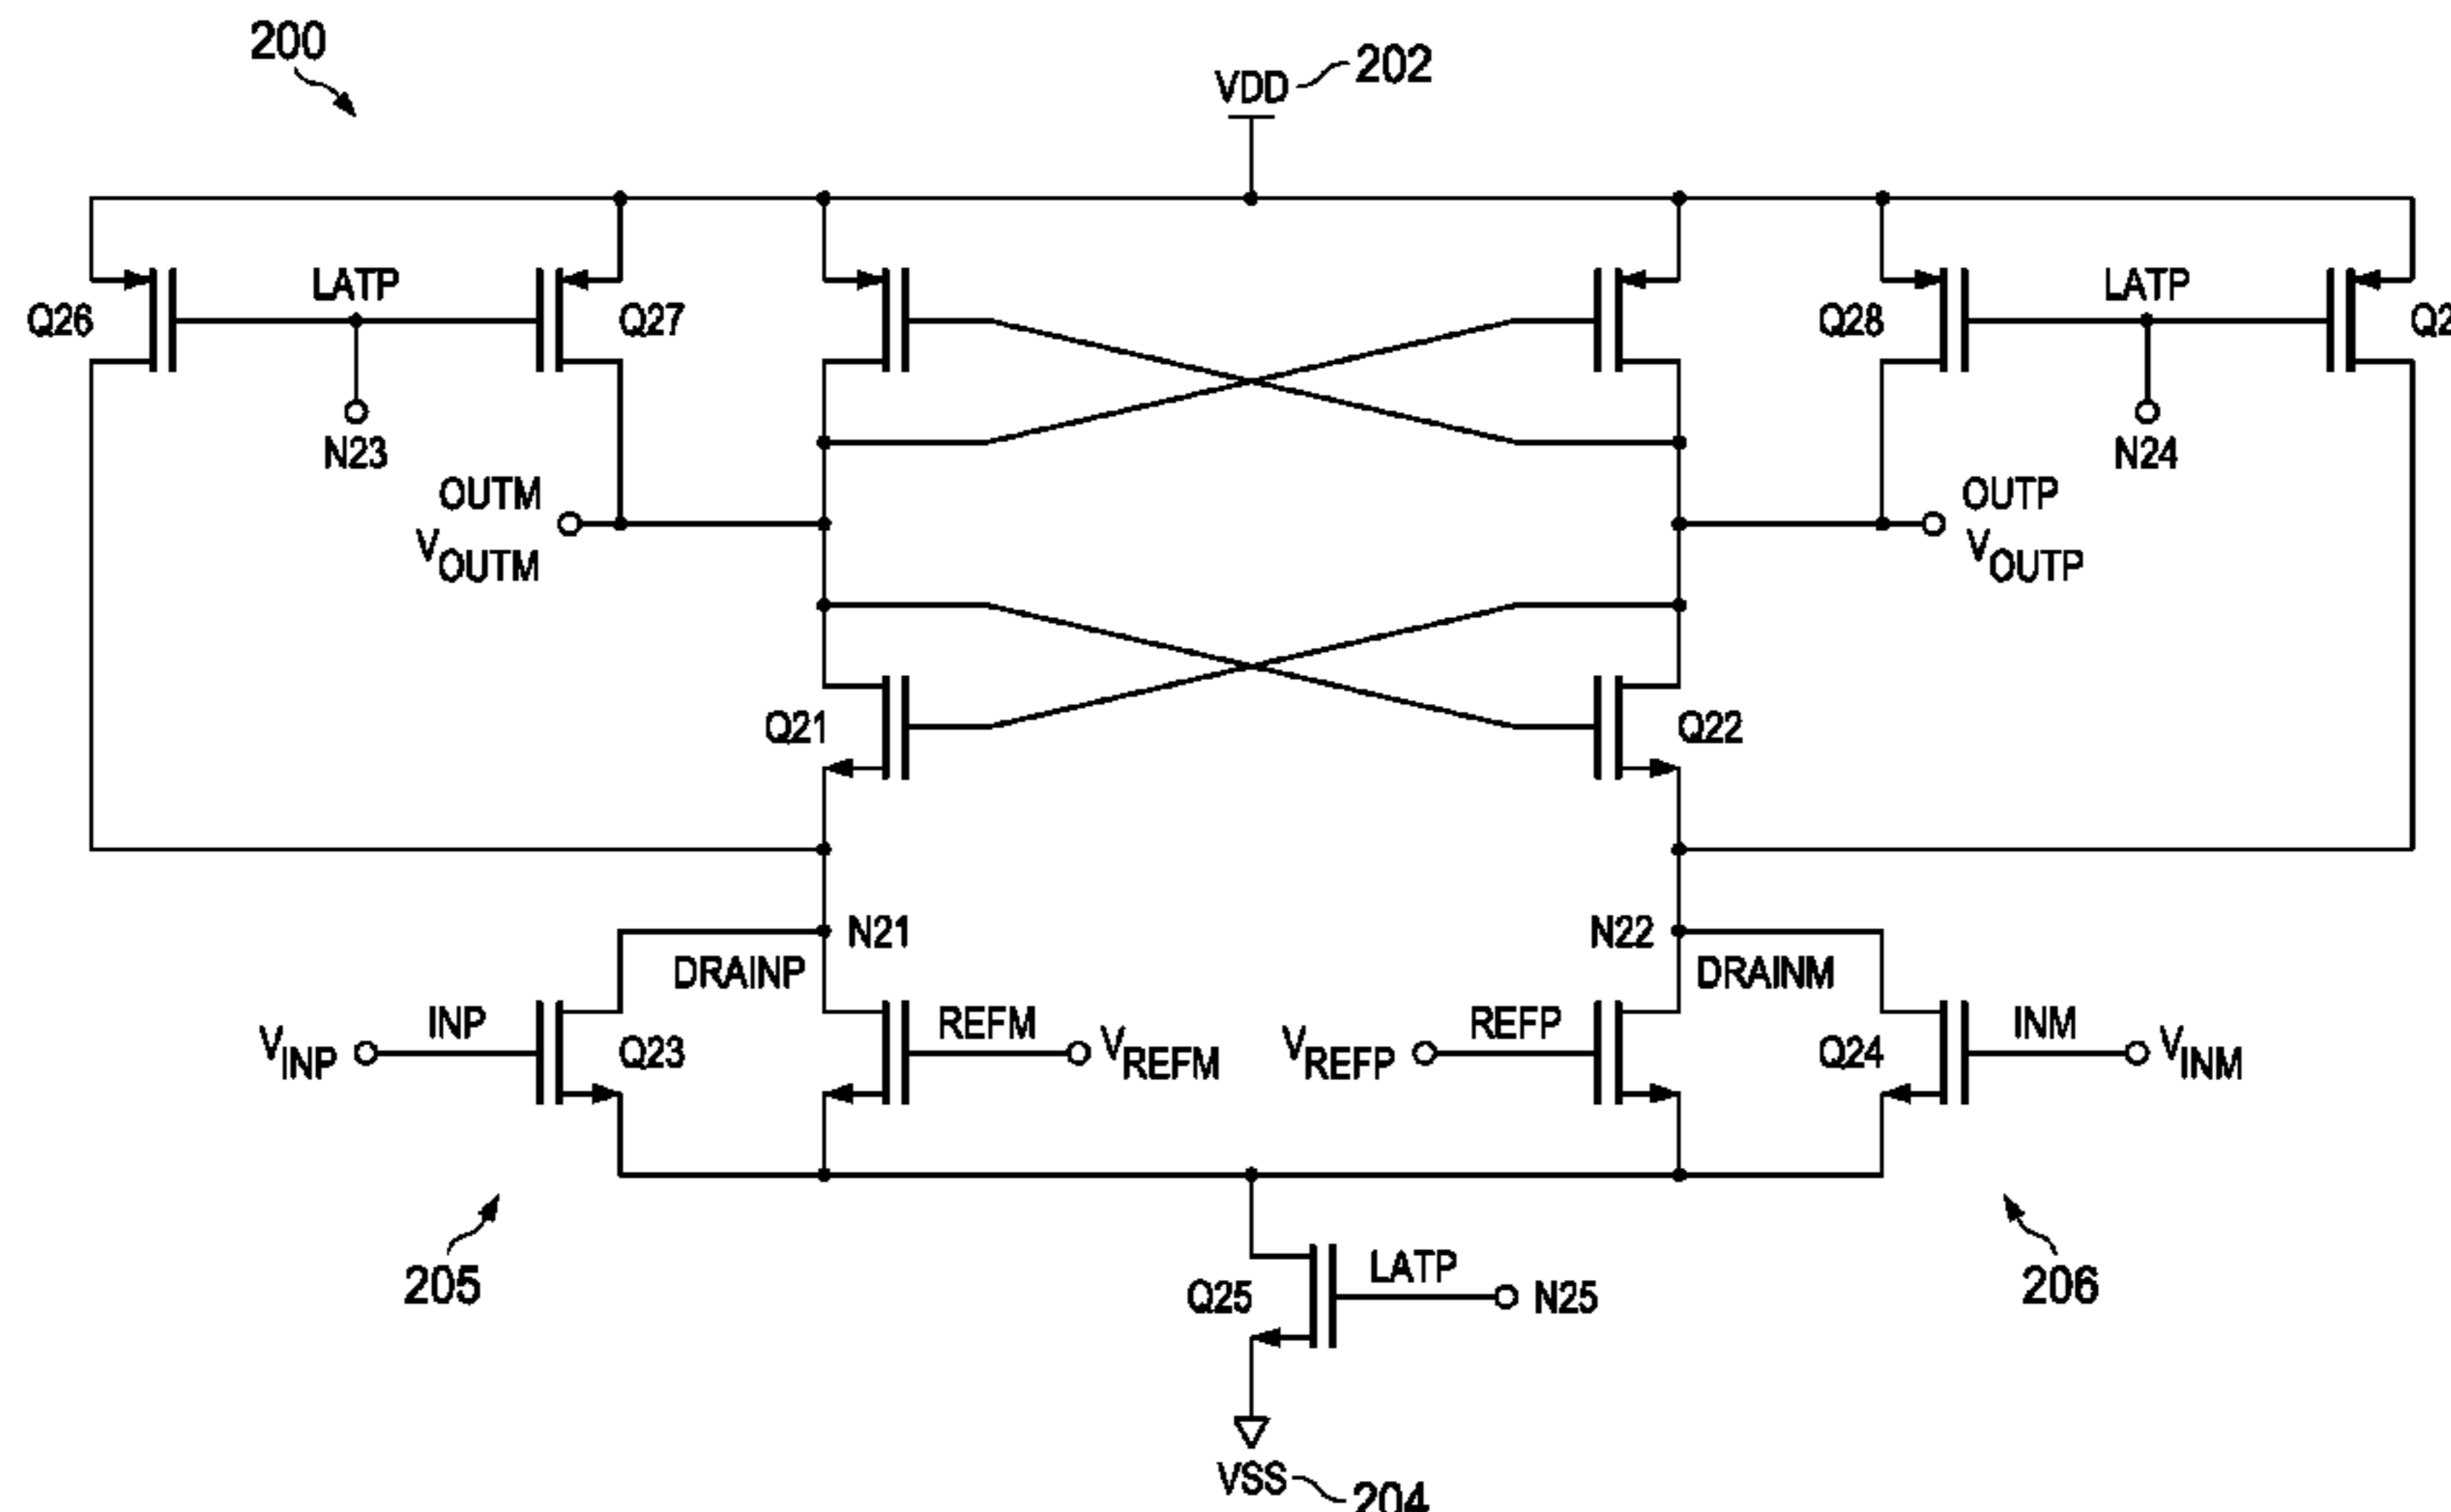 200
VDD
202
Q26
LATP
Q27
Q28
LATP
Q2
N23
N24
OUTM
VOUTM
OUTP
VOUTP
Q21
Q22
N21
N22
DRAINP
DRAINM
VINP
INP
Q23
REFM
VREFM
VREFP
REFP
Q24
INM
VINM
205
Q25
LATP
N25
206
VSS
204